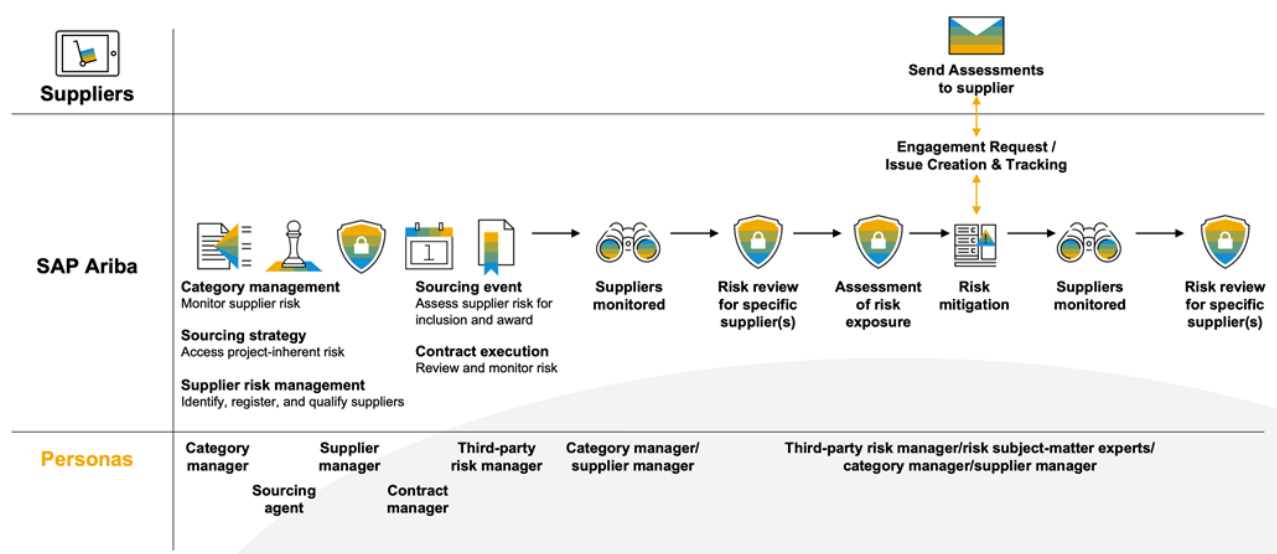 Suppliers
Send Assessments
to supplier
SAP Ariba
Engagement Request /
Issue Creation & Tracking
1
Category management
Monitor supplier risk
Sourcing strategy
Access project-inherent risk
Supplier risk management
Identify, register, and qualify suppliers
Sourcing event
Assess supplier risk for
inclusion and award
Contract execution
Review and monitor risk
Suppliers
monitored
Risk review
for specific
supplier(s)
Assessment
of risk
exposure
Risk
mitigation
Suppliers
monitored
Risk review
for specific
supplier(s)
Personas
Category
manager
Sourcing
agent
Supplier
manager
Contract
manager
Third-party
risk manager
Category manager/
supplier manager
Third-party risk manager/risk subject-matter experts/
category manager/supplier manager